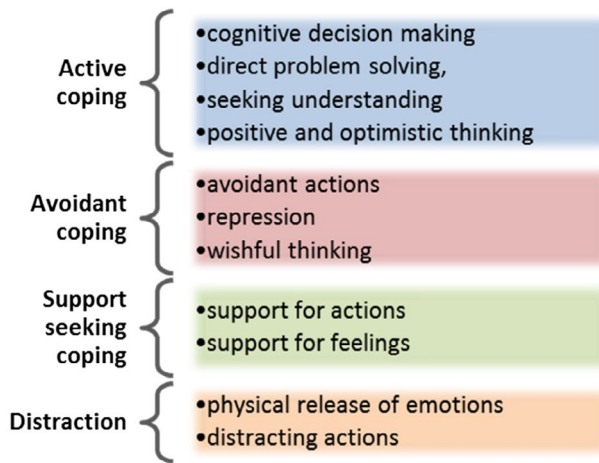 Active
coping
•cognitive decision making
•direct problem solving,
•seeking understanding
•positive and optimistic thinking
Avoidant
coping
•avoidant actions
•repression
•wishful thinking
Support
seeking
coping
•support for actions
•support for feelings
Distraction
•physical release of emotions
•distracting actions